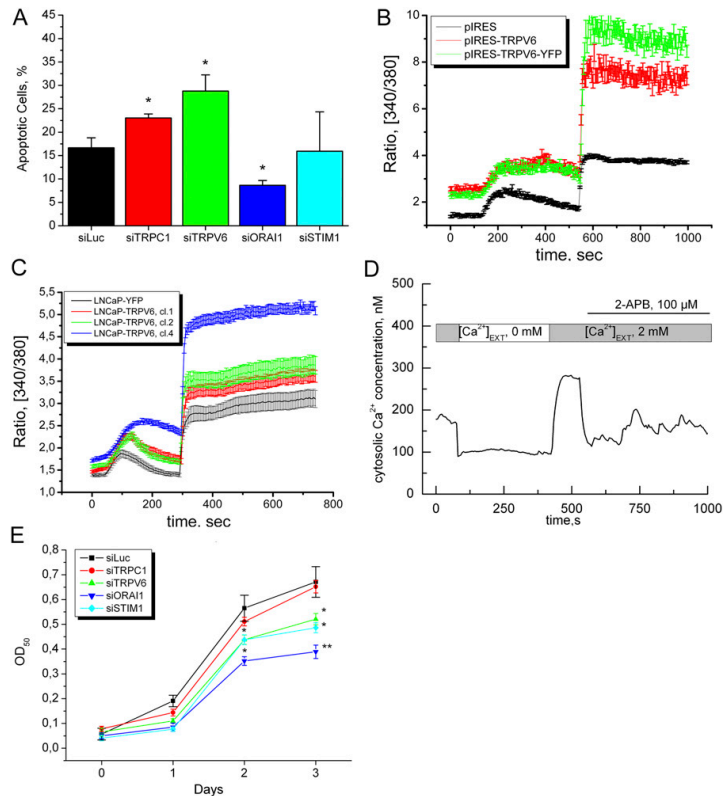 A
Apoptotic Cells, %
45
40
35
30
25
20
15
10
5
0
*
*
*
siLuc siTRPC1 siTRPV6 siORAI1 siSTIM1
B
Ratio, [340/380]
10
8
6
4
2
pIRES
pIRES-TRPV6
pIRES-TRPV6-YFP
0 200 400 600 800 1000
time. sec
C
Ratio, [340/380]
5,5
5,0
4,5
4,0
3,5
3,0
2,5
2,0
1,5
1,0
LNCaP-YFP
LNCaP-TRPV6, cl.1
LNCaP-TRPV6, cl.2
LNCaP-TRPV6, cl.4
0 200 400 600 800
time. sec
D
cytosolic Ca²⁺ concentration, nM
500
400
300
200
100
0
2-APB, 100 µM
[Ca²⁺]EXT, 0 mM [Ca²⁺]EXT, 2 mM
0 250 500 750 1000
time,s
E
OD₅₀
0,8
0,7
0,6
0,5
0,4
0,3
0,2
0,1
0,0
siLuc
siTRPC1
siTRPV6
siORAI1
siSTIM1
*
*
*
*
**
0 1 2 3
Days